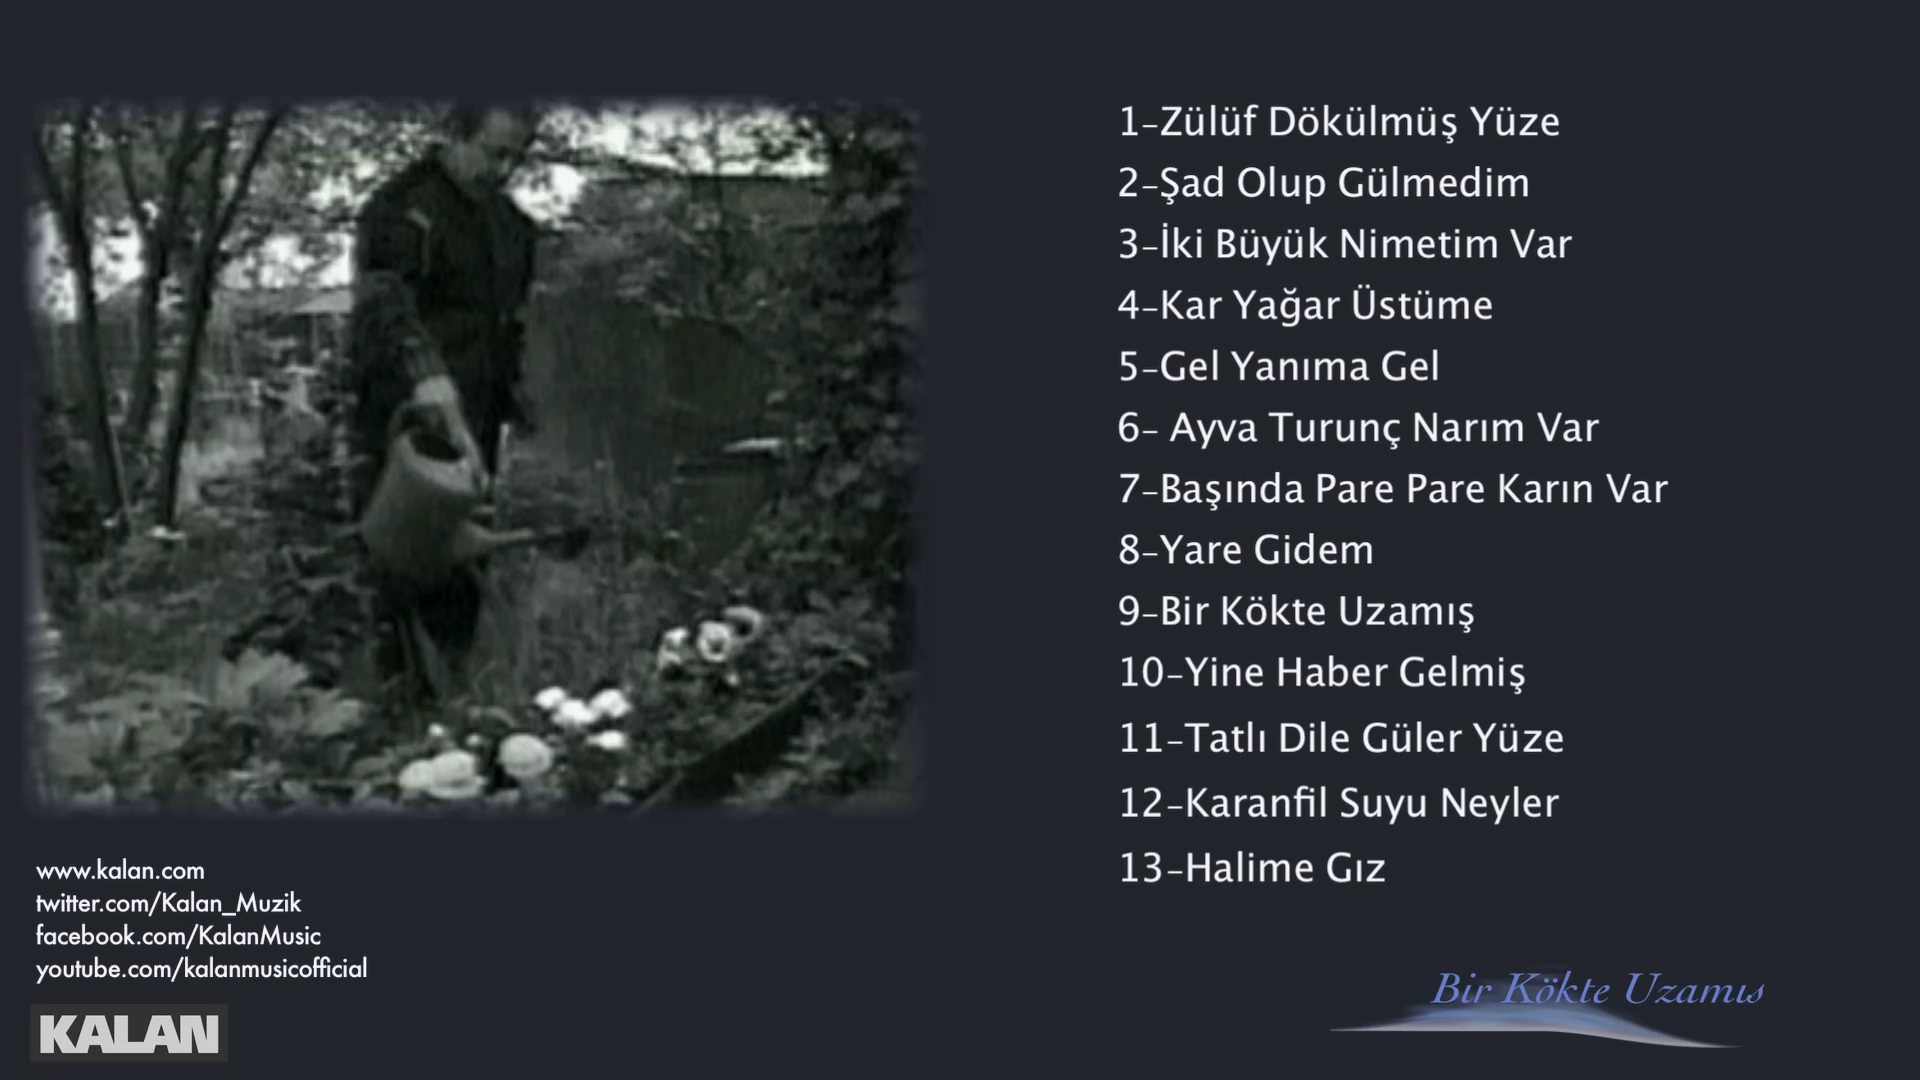 1-Zülüf Dökülmüş Yüze
2-Şad Olup Gülmedim
3-İki Büyük Nimetim Var
4-Kar Yağar Üstüme
5-Gel Yanıma Gel
6- Ayva Turunç Narım Var
7-Başında Pare Pare Karın Var
8-Yare Gidem
9-Bir Kökte Uzamış
10-Yine Haber Gelmiş
11-Tatlı Dile Güler Yüze
12-Karanfil Suyu Neyler
13-Halime Gız
www.kalan.com
twitter.com/Kalan_Muzik
facebook.com/KalanMusic
youtube.com/kalanmusicofficial
KALAN
Bir Kökte Uzamıs